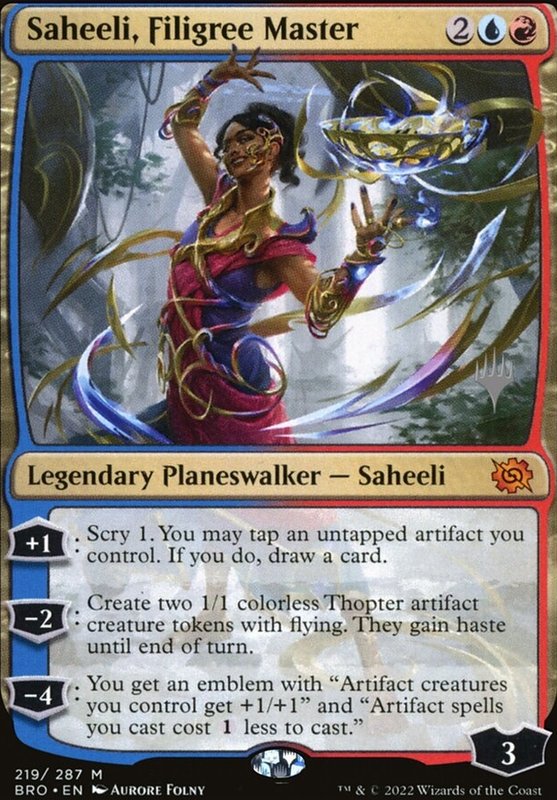 Saheeli, Filigree Master 2
Legendary Planeswalker — Saheeli
+1: Scry 1. You may tap an untapped artifact you
control. If you do, draw a card.
−2: Create two 1/1 colorless Thopter artifact
creature tokens with flying. They gain haste
until end of turn.
−4: You get an emblem with “Artifact creatures
you control get +1/+1” and “Artifact spells
you cast cost 1 less to cast.”
3
219/ 287 M
BRO • EN AURORE FOLNY
™ & © 2022 Wizards of the Coast